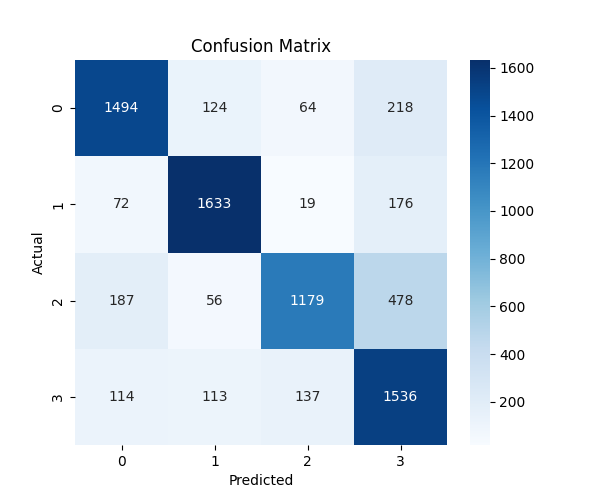 Confusion Matrix
0 1494 124 64 218
1 72 1633 19 176
2 187 56 1179 478
3 114 113 137 1536
0 1 2 3
Actual
Predicted
1600
1400
1200
1000
800
600
400
200